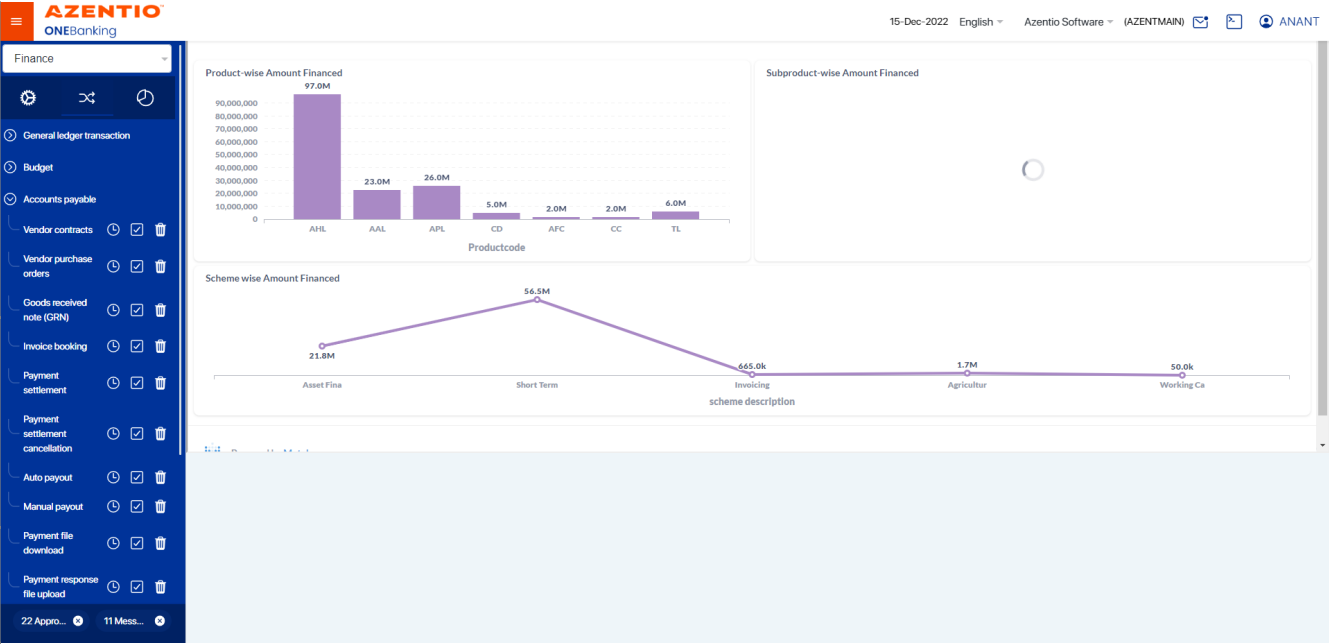 AZENTIO
ONEBanking
15-Dec-2022 English Azentio Software (AZENTMAIN) ANANT
Finance
General ledger transaction
Budget
Accounts payable
Vendor contracts
Vendor purchase
orders
Goods received
note (GRN)
Invoice booking
Payment
settlement
Payment
settlement
cancellation
Auto payout
Manual payout
Payment file
download
Payment response
file upload
22 Appro...
11 Mess...
Product-wise Amount Financed
97.0M
90,000,000
80,000,000
70,000,000
60,000,000
50,000,000
40,000,000
30,000,000
20,000,000
10,000,000
0
23.0M
26.0M
5.0M
2.0M
2.0M
6.0M
AHL AAL APL CD AFC CC TL
Productcode
Subproduct-wise Amount Financed
Scheme wise Amount Financed
56.5M
21.8M
665.0k
1.7M
50.0k
Asset Fina Short Term Invoicing Agricultur Working Ca
scheme description